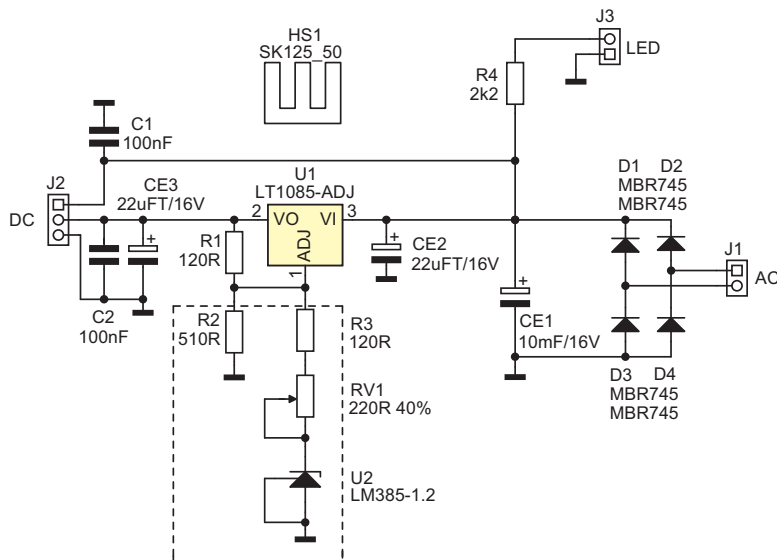 HS1
SK125_50
J3
LED
R4
2k2
C1
100nF
J2
DC
CE3
22uFT/16V
U1
LT1085-ADJ
2
VO
VI
3
ADJ
1
R1
120R
+
+
CE2
22uFT/16V
D1
D2
MBR745
MBR745
J1
AC
+
CE1
10mF/16V
C2
100nF
R2
510R
R3
120R
RV1
220R 40%
D3
D4
MBR745
MBR745
U2
LM385-1.2